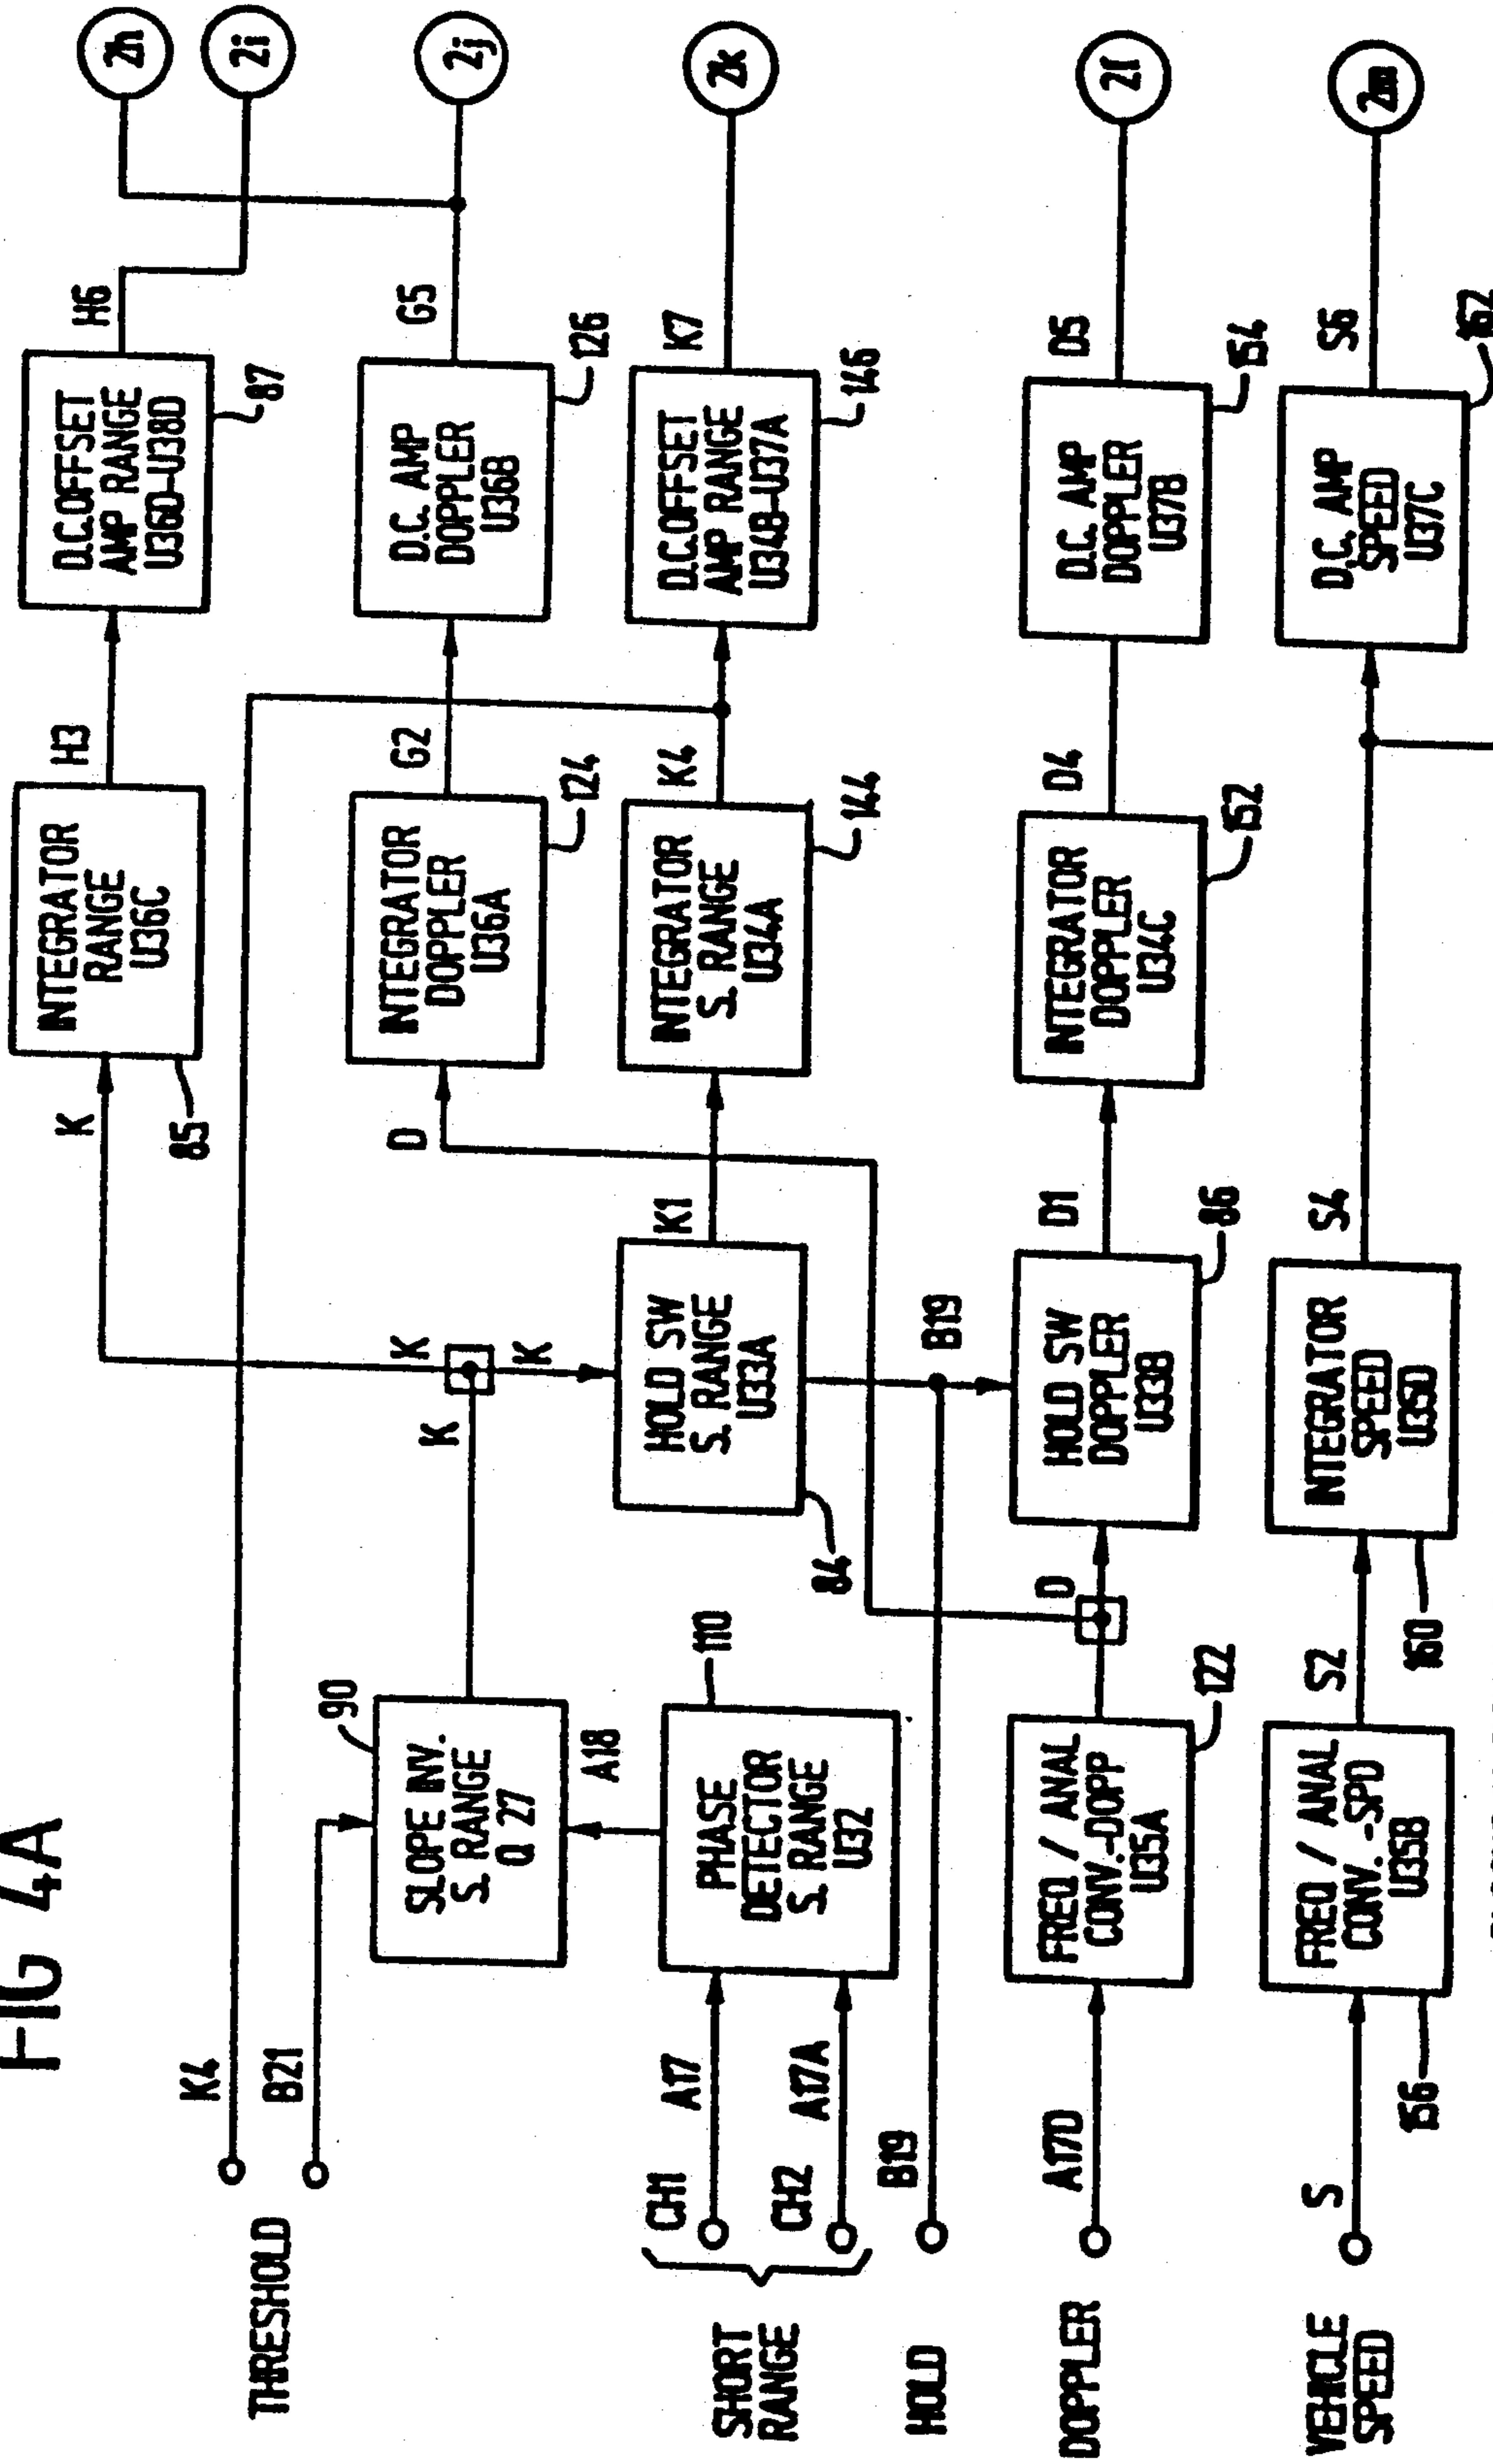 FIG 4A
THRESHOLD
K4
B21
SHORT
RANGE
CH1
A17
CH2
A17A
HOLD
B19
DOPPLER
A17D
VEHICLE
SPEED
S
90
SLOPE INV.
S. RANGE
Q 27
A18
110
PHASE
DETECTOR
S. RANGE
U32
FREQ / ANAL
CONV.-DOPP
U35A
122
FREQ / ANAL
CONV. -SPD
U35B
156
K
K
K
K
HOLD SW
S. RANGE
U33A
84
B19
D
HOLD SW
DOPPLER
U33B
86
S2
INTEGRATOR
SPEED
U35D
160
85
INTEGRATOR
RANGE
U36C
D
INTEGRATOR
DOPPLER
U36A
124
K1
INTEGRATOR
S. RANGE
U34A
144
D1
INTEGRATOR
DOPPLER
U34C
152
S4
H3
D.C.OFFSET
AMP RANGE
U36D-U38D
87
G2
D.C. AMP
DOPPLER
U36B
126
K4
D.C.OFFSET
AMP RANGE
U34B-U37A
146
D4
D.C. AMP
DOPPLER
U37B
154
D.C. AMP
SPEED
U37C
162
H6
G5
K7
D5
S6
2h
2i
2j
2k
2l
2m